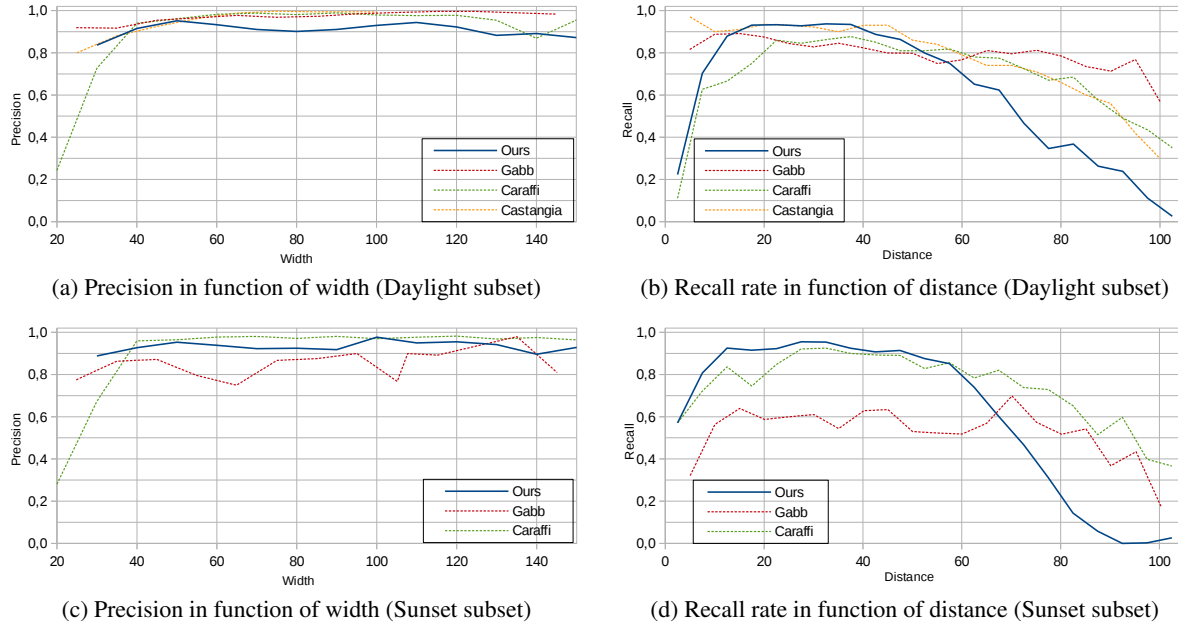 1,0
0,8
0,6
0,4
0,2
0,0
Precision
20 40 60 80 100 120 140
Width
Ours
Gabb
Caraffi
Castangia
(a) Precision in function of width (Daylight subset)
1,0
0,8
0,6
0,4
0,2
0,0
Recall
0 20 40 60 80 100
Distance
Ours
Gabb
Caraffi
Castangia
(b) Recall rate in function of distance (Daylight subset)
1,0
0,8
0,6
0,4
0,2
0,0
Precision
20 40 60 80 100 120 140
Width
Ours
Gabb
Caraffi
(c) Precision in function of width (Sunset subset)
1,0
0,8
0,6
0,4
0,2
0,0
Recall
0 20 40 60 80 100
Distance
Ours
Gabb
Caraffi
(d) Recall rate in function of distance (Sunset subset)